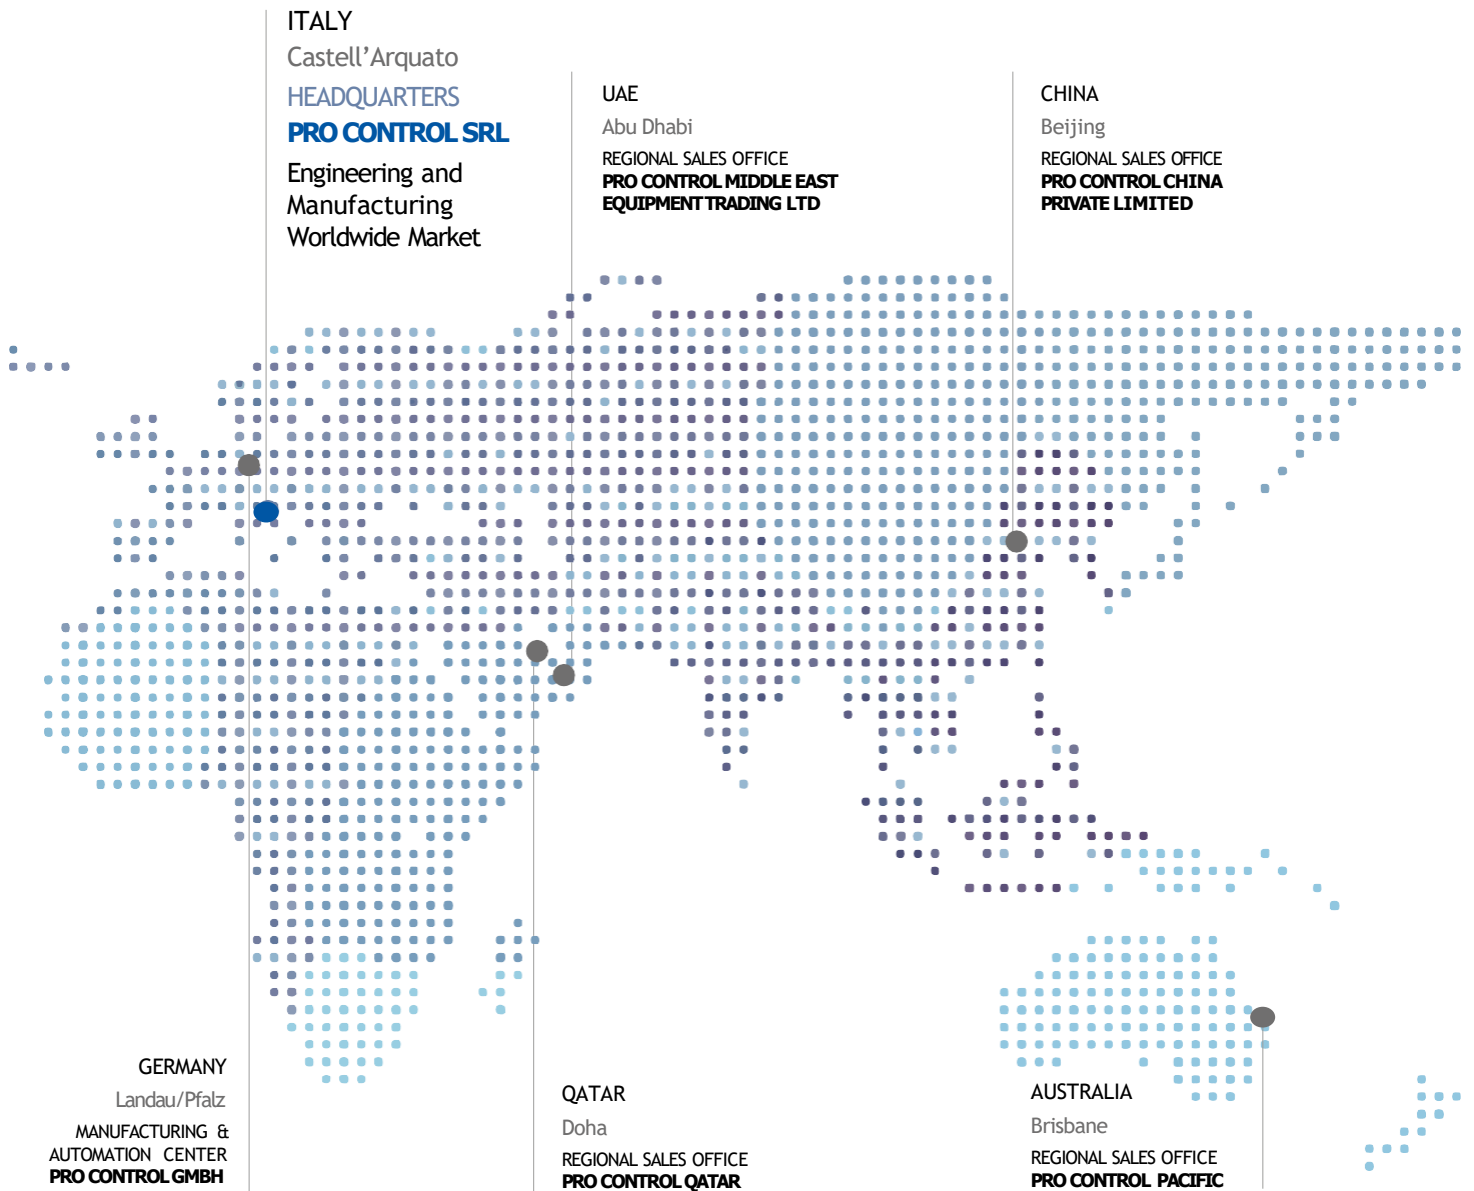 ITALY
Castell’Arquato
HEADQUARTERS
PRO CONTROL SRL
Engineering and
Manufacturing
Worldwide Market
UAE
Abu Dhabi
REGIONAL SALES OFFICE
PRO CONTROL MIDDLE EAST
EQUIPMENT TRADING LTD
CHINA
Beijing
REGIONAL SALES OFFICE
PRO CONTROL CHINA
PRIVATE LIMITED
GERMANY
Landau/Pfalz
MANUFACTURING &
AUTOMATION CENTER
PRO CONTROL GMBH
QATAR
Doha
REGIONAL SALES OFFICE
PRO CONTROL QATAR
AUSTRALIA
Brisbane
REGIONAL SALES OFFICE
PRO CONTROL PACIFIC